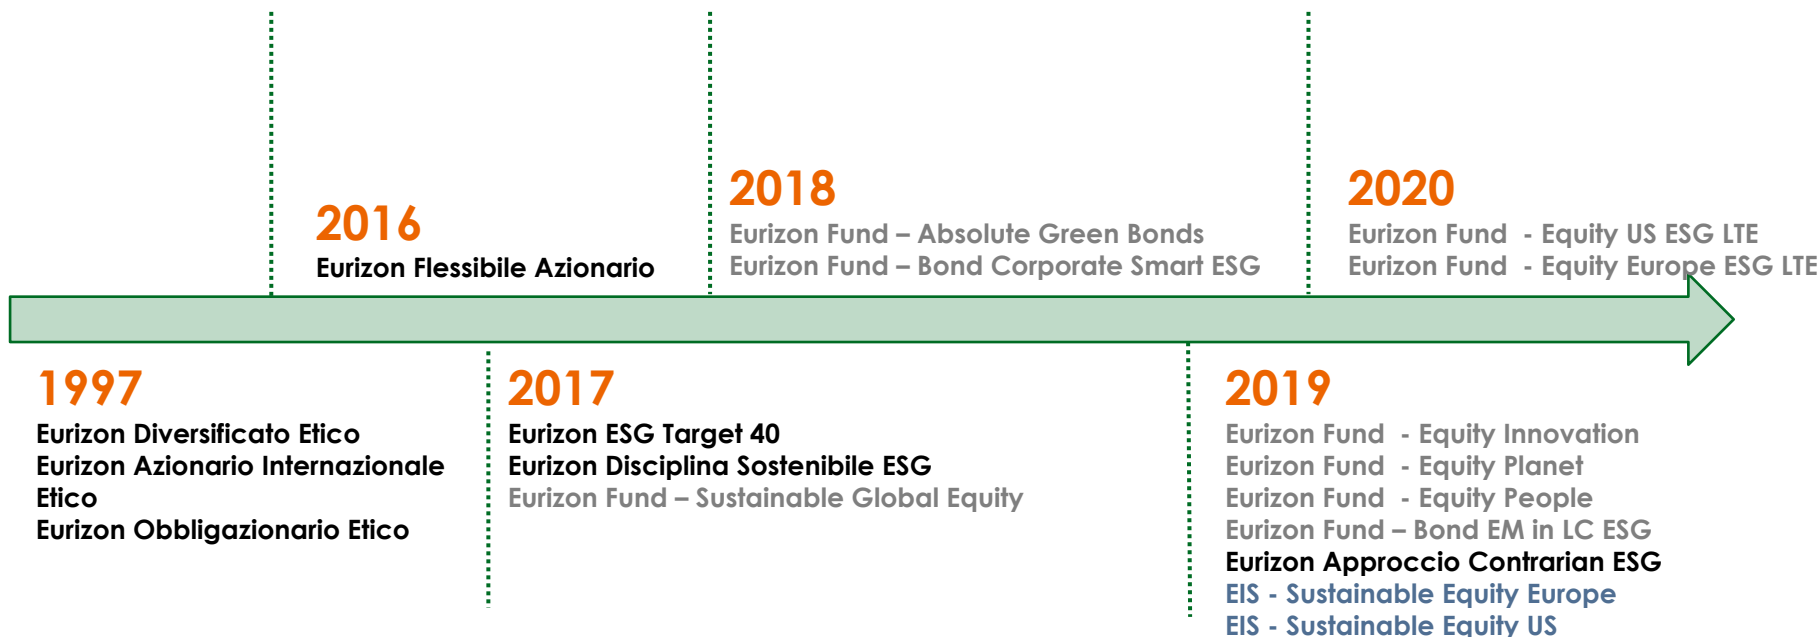 2016
Eurizon Flessibile Azionario
2018
Eurizon Fund – Absolute Green Bonds
Eurizon Fund – Bond Corporate Smart ESG
2020
Eurizon Fund - Equity US ESG LTE
Eurizon Fund - Equity Europe ESG LTE
1997
Eurizon Diversificato Etico
Eurizon Azionario Internazionale
Etico
Eurizon Obbligazionario Etico
2017
Eurizon ESG Target 40
Eurizon Disciplina Sostenibile ESG
Eurizon Fund – Sustainable Global Equity
2019
Eurizon Fund - Equity Innovation
Eurizon Fund - Equity Planet
Eurizon Fund - Equity People
Eurizon Fund – Bond EM in LC ESG
Eurizon Approccio Contrarian ESG
EIS - Sustainable Equity Europe
EIS - Sustainable Equity US